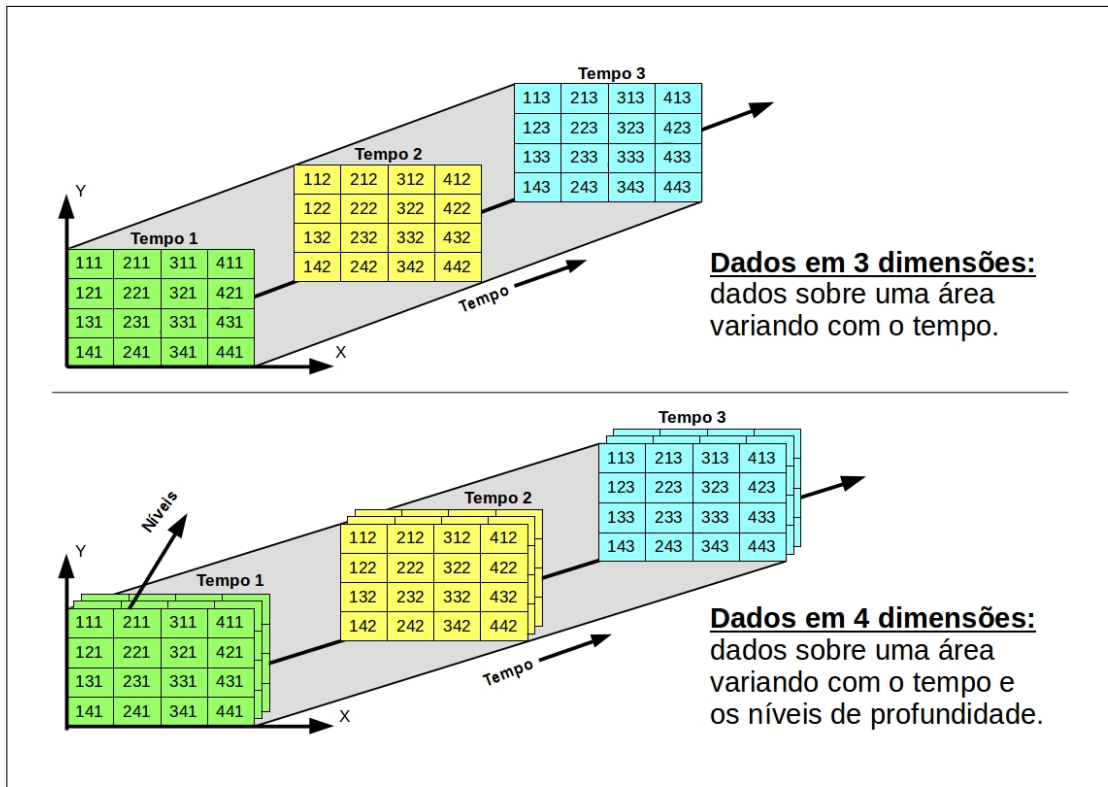 Tempo 3
113 213 313 413
123 223 323 423
133 233 333 433
143 243 343 443
Tempo 2
112 212 312 412
122 222 322 422
132 232 332 432
142 242 342 442
Y
Tempo 1
111 211 311 411
121 221 321 421
131 231 331 431
141 241 341 441
X
Tempo
Dados em 3 dimensões:
dados sobre uma área
variando com o tempo.
Tempo 3
113 213 313 413
123 223 323 423
133 233 333 433
143 243 343 443
Tempo 2
112 212 312 412
122 222 322 422
132 232 332 432
142 242 342 442
Níveis
Y
Tempo 1
111 211 311 411
121 221 321 421
131 231 331 431
141 241 341 441
X
Tempo
Dados em 4 dimensões:
dados sobre uma área
variando com o tempo e
os níveis de profundidade.